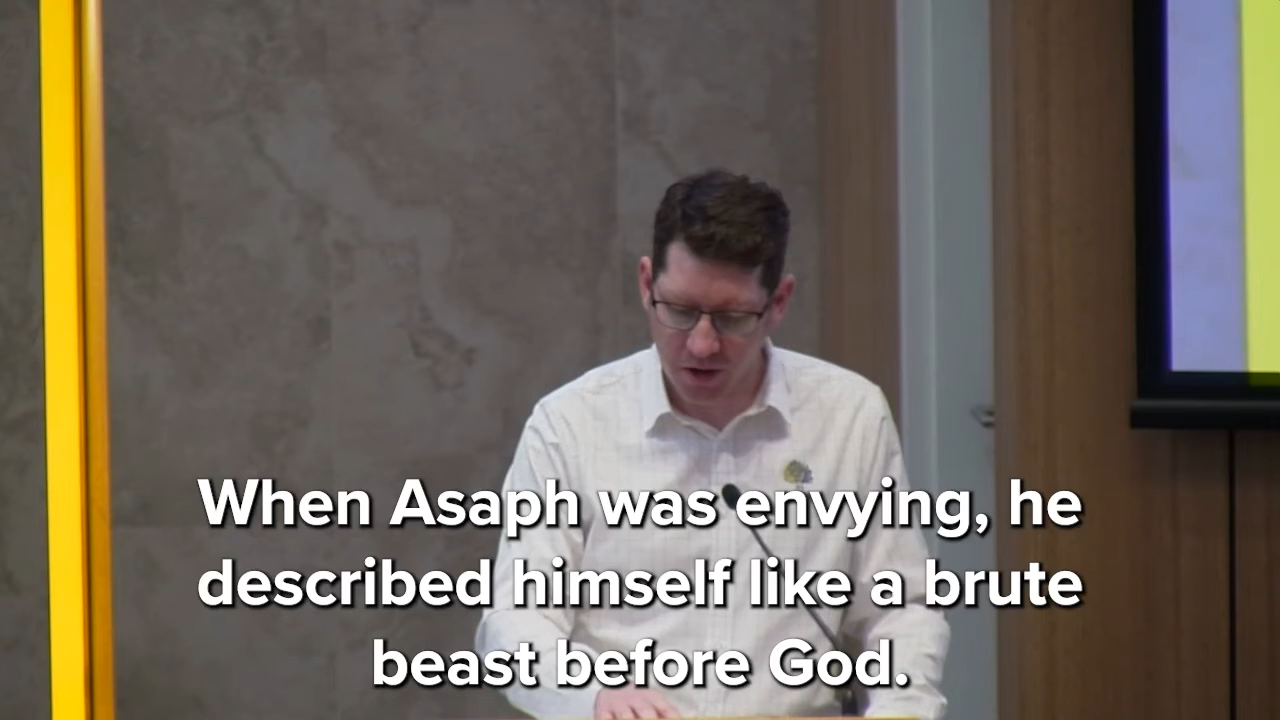 When Asaph was envying, he
described himself like a brute
beast before God.